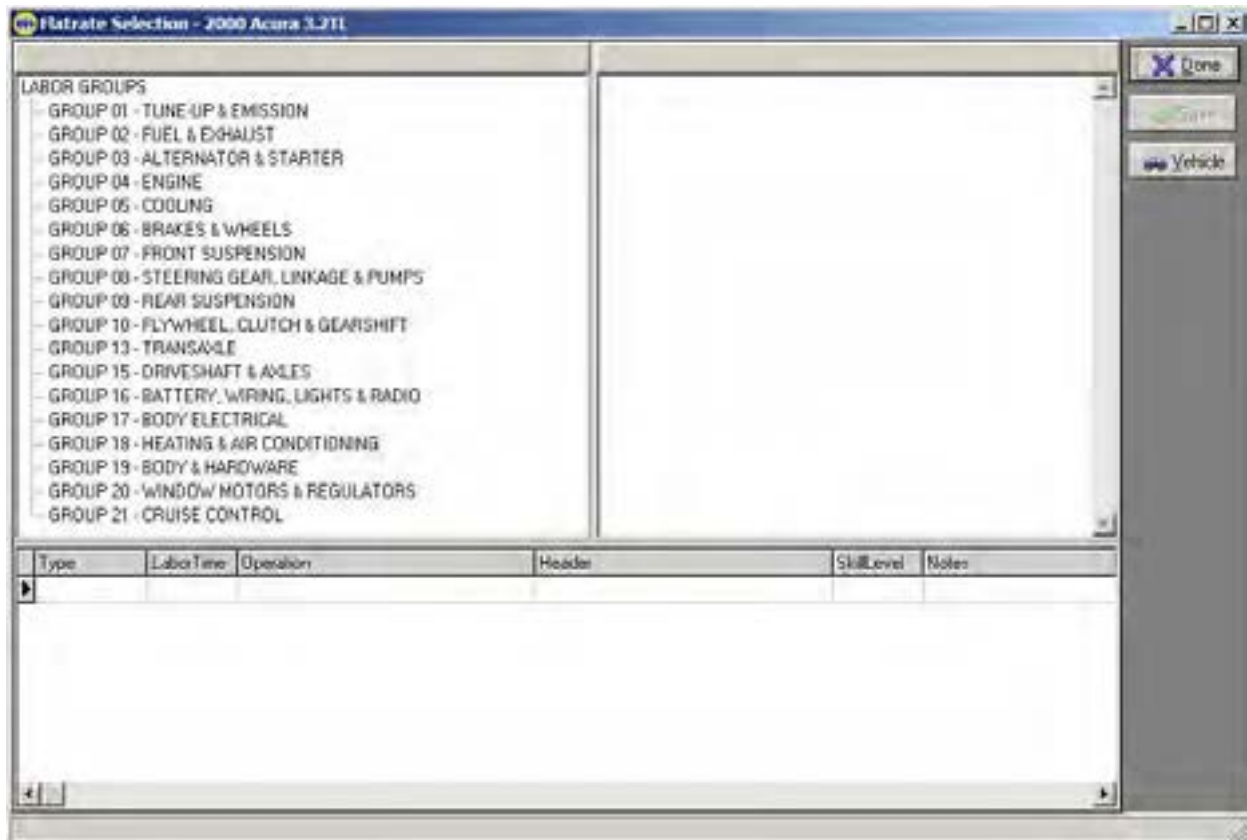 Flatrate Selection - 2000 Acura 3.2TL
Done
Save
Vehicle
LABOR GROUPS
GROUP 01 - TUNE-UP & EMISSION
GROUP 02 - FUEL & EXHAUST
GROUP 03 - ALTERNATOR & STARTER
GROUP 04 - ENGINE
GROUP 05 - COOLING
GROUP 06 - BRAKES & WHEELS
GROUP 07 - FRONT SUSPENSION
GROUP 08 - STEERING GEAR, LINKAGE & PUMPS
GROUP 09 - REAR SUSPENSION
GROUP 10 - FLYWHEEL, CLUTCH & GEARSHIFT
GROUP 13 - TRANSAXLE
GROUP 15 - DRIVESHAFT & AXLES
GROUP 16 - BATTERY, WIRING, LIGHTS & RADIO
GROUP 17 - BODY ELECTRICAL
GROUP 18 - HEATING & AIR CONDITIONING
GROUP 19 - BODY & HARDWARE
GROUP 20 - WINDOW MOTORS & REGULATORS
GROUP 21 - CRUISE CONTROL
Type LaborTime Operation Header SkillLevel Notes